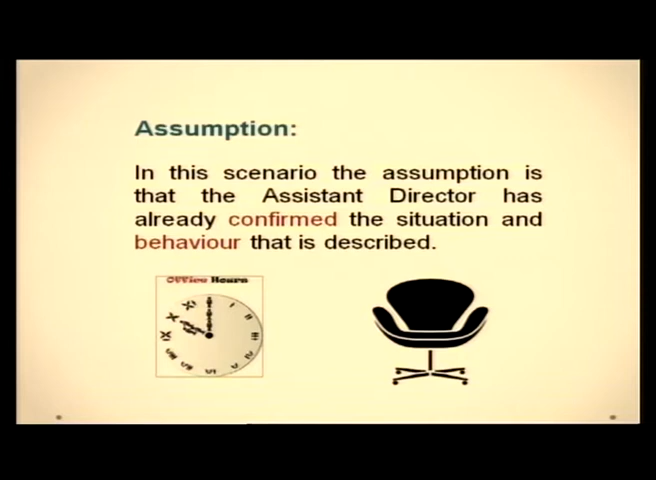 Assumption:
In this scenario the assumption is
that the Assistant Director has
already confirmed the situation and
behaviour that is described.
Office Hours